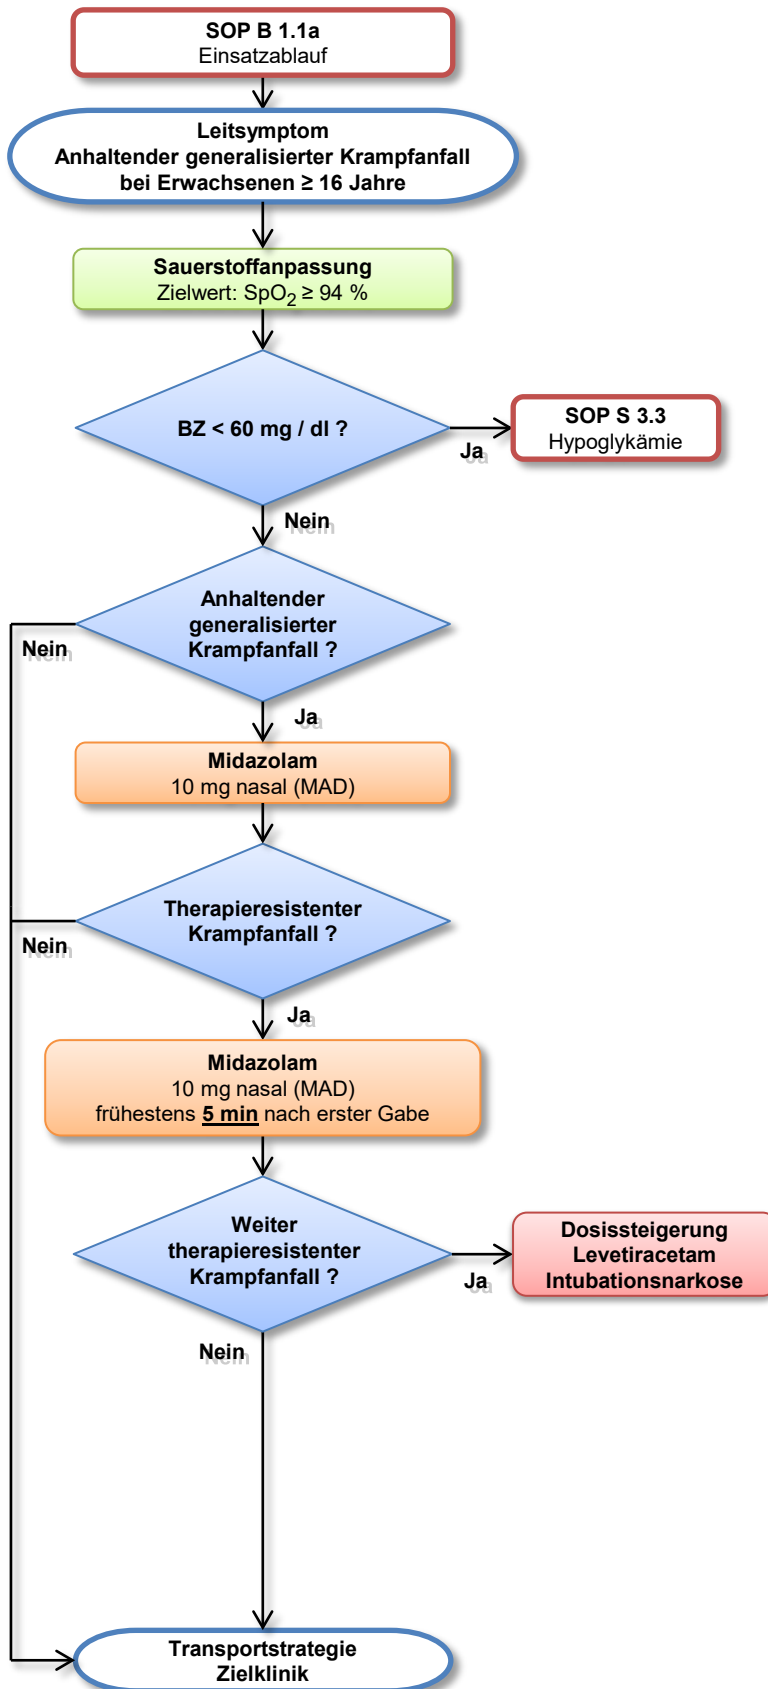 SOP B 1.1a
Einsatzablauf
Leitsymptom
Anhaltender generalisierter Krampfanfall
bei Erwachsenen ≥ 16 Jahre
Sauerstoffanpassung
Zielwert: SpO2 ≥ 94 %
BZ < 60 mg / dl ?
Ja
SOP S 3.3
Hypoglykämie
Nein
Anhaltender
generalisierter
Krampfanfall ?
Nein
Ja
Midazolam
10 mg nasal (MAD)
Therapieresistenter
Krampfanfall ?
Nein
Ja
Midazolam
10 mg nasal (MAD)
frühestens 5 min nach erster Gabe
Weiter
therapieresistenter
Krampfanfall ?
Ja
Dosissteigerung
Levetiracetam
Intubationsnarkose
Nein
Transportstrategie
Zielklinik